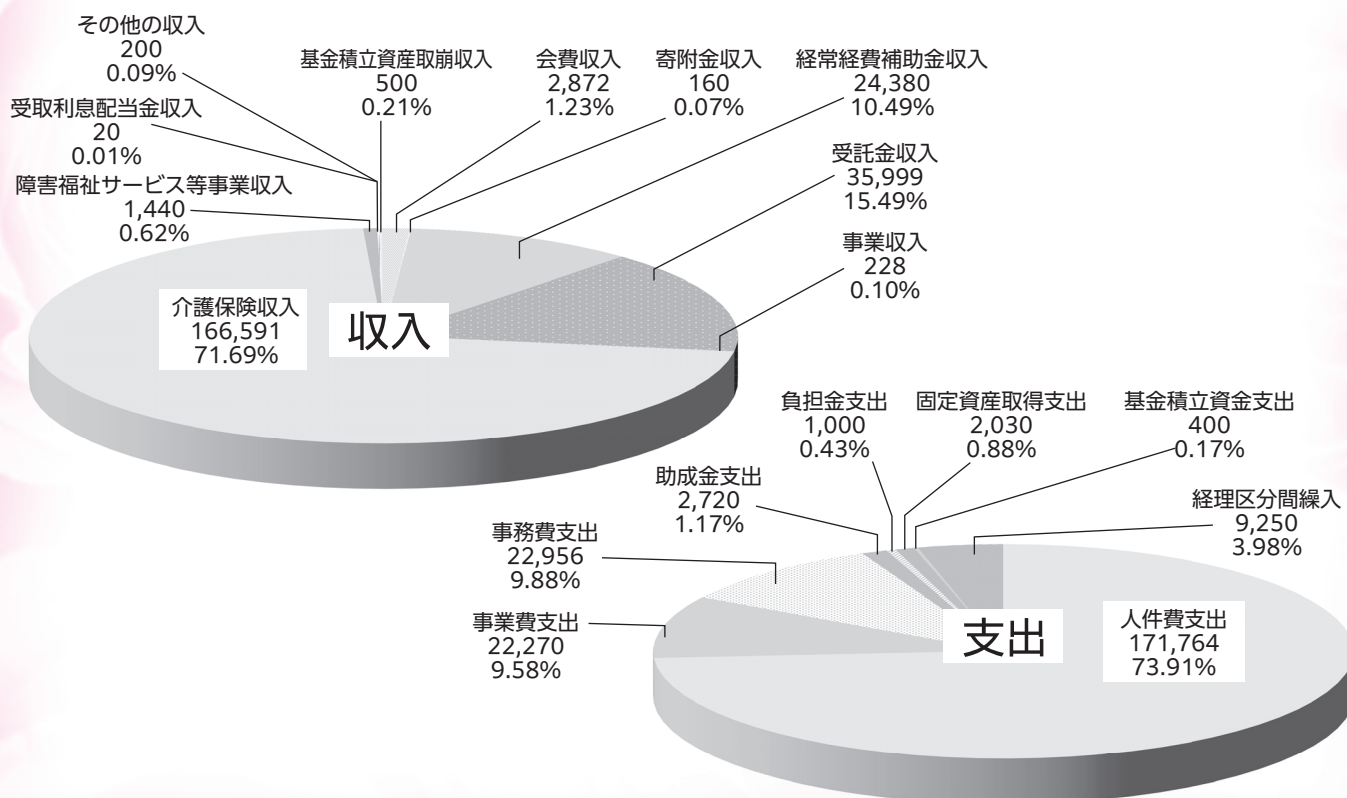 その他の収入
200
0.09%
受取利息配当金収入
20
0.01%
障害福祉サービス等事業収入
1,440
0.62%
基金積立資産取崩収入
500
0.21%
会費収入
2,872
1.23%
寄附金収入
160
0.07%
経常経費補助金収入
24,380
10.49%
受託金収入
35,999
15.49%
事業収入
228
0.10%
介護保険収入
166,591
71.69%
収入
負担金支出
1,000
0.43%
固定資産取得支出
2,030
0.88%
基金積立資金支出
400
0.17%
助成金支出
2,720
1.17%
経理区分間繰入
9,250
3.98%
事務費支出
22,956
9.88%
事業費支出
22,270
9.58%
支出
人件費支出
171,764
73.91%